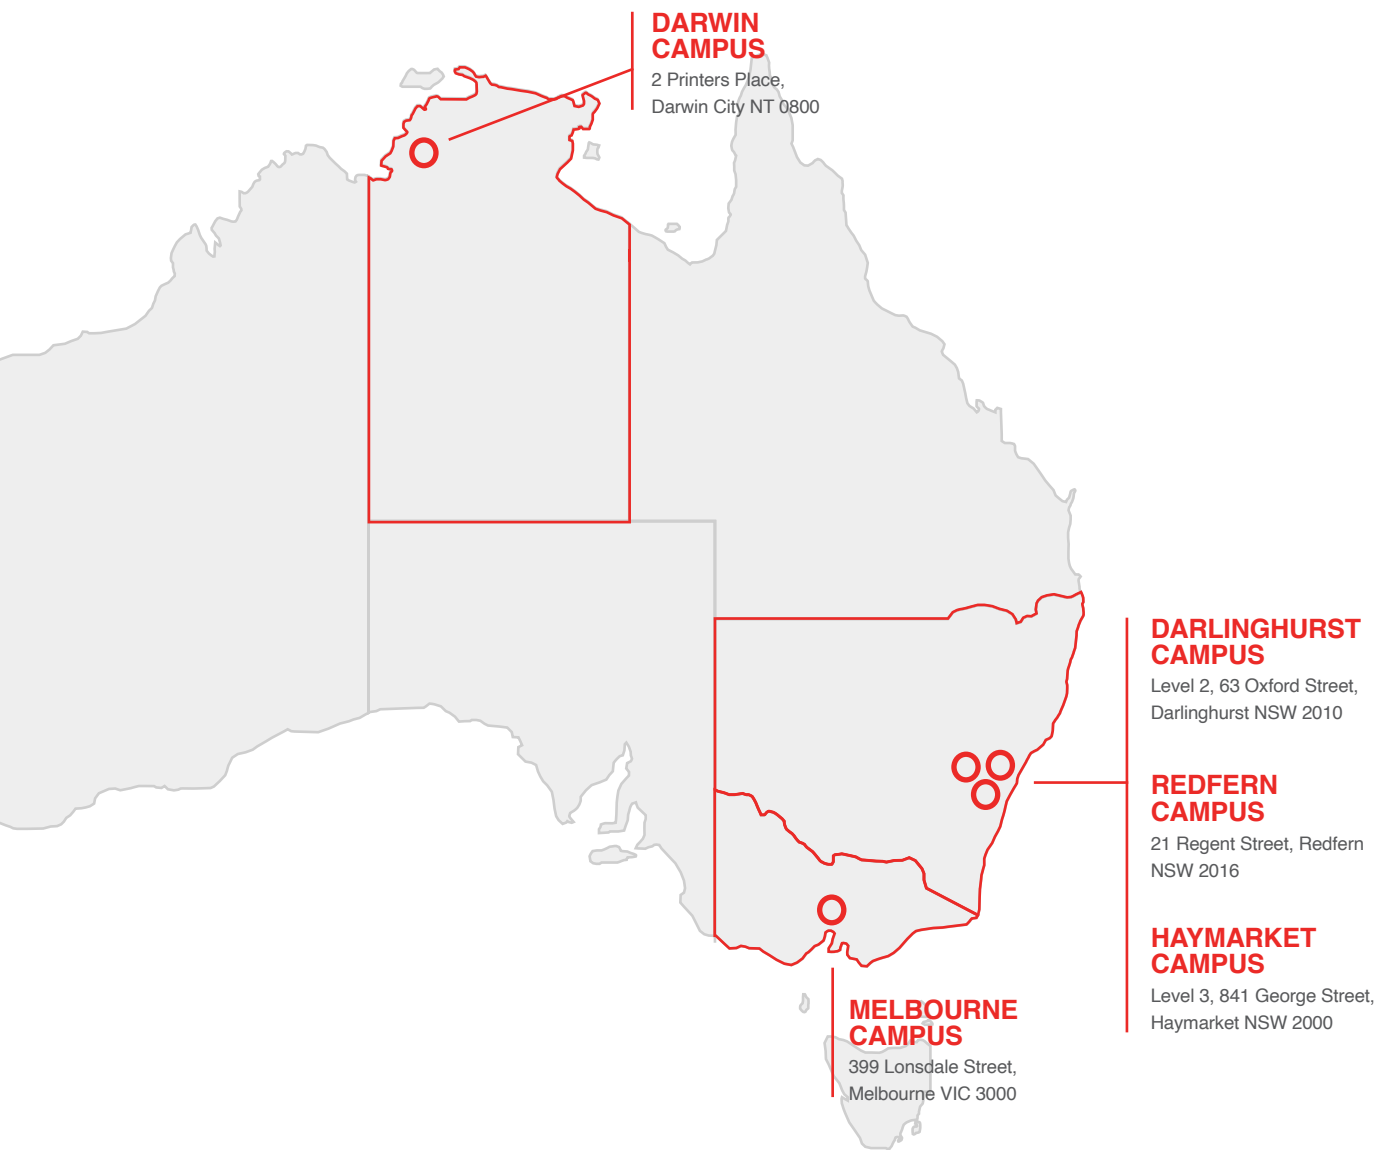 DARWIN
CAMPUS
2 Printers Place,
Darwin City NT 0800
DARLINGHURST
CAMPUS
Level 2, 63 Oxford Street,
Darlinghurst NSW 2010
REDFERN
CAMPUS
21 Regent Street, Redfern
NSW 2016
HAYMARKET
CAMPUS
Level 3, 841 George Street,
Haymarket NSW 2000
MELBOURNE
CAMPUS
399 Lonsdale Street,
Melbourne VIC 3000